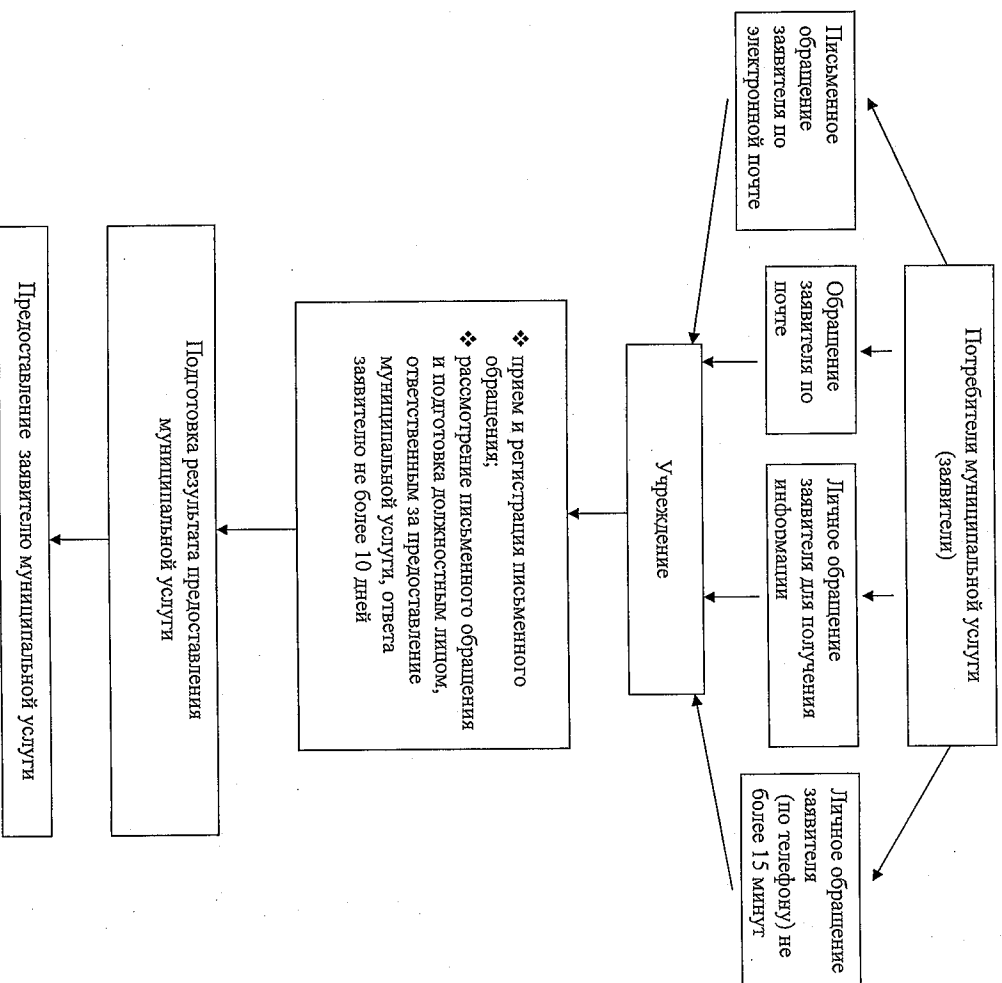 Потребители муниципальной услуги
(заявители)
Письменное
обращение
заявителя по
электронной почте
Обращение
заявителя по
почте
Личное обращение
заявителя для получения
информации
Личное обращение
заявителя
(по телефону) не
более 15 минут
Учреждение
❖ прием и регистрация письменного
обращения;
❖ рассмотрение письменного обращения
и подготовка должностным лицом,
ответственным за предоставление
муниципальной услуги, ответа
заявителю не более 10 дней
Подготовка результата предоставления
муниципальной услуги
Предоставление заявителю муниципальной услуги